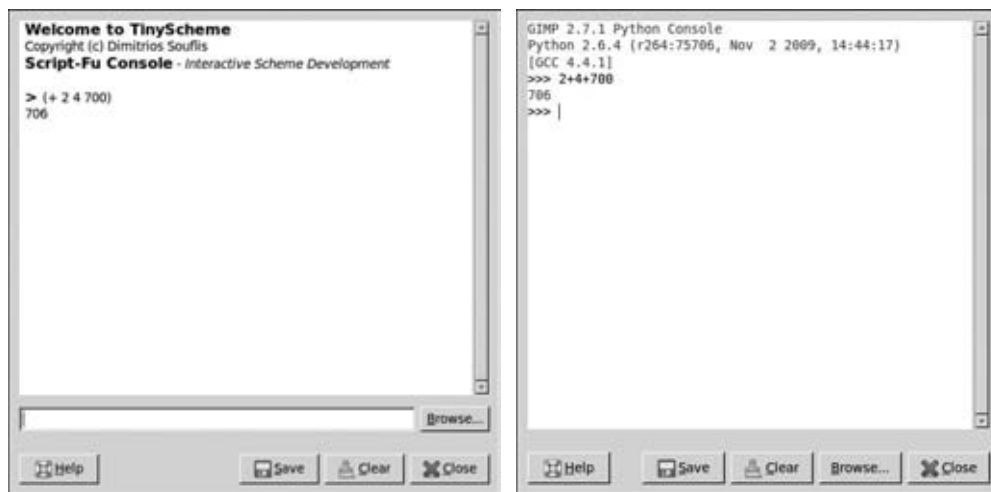 Welcome to TinyScheme
Copyright (c) Dimitrios Souflis
Script-Fu Console - Interactive Scheme Development
> (+ 2 4 700)
706
Browse...
Help
Save
Clear
Close
GIMP 2.7.1 Python Console
Python 2.6.4 (r264:75706, Nov  2 2009, 14:44:17)
[GCC 4.4.1]
>>> 2+4+700
706
>>>
Help
Save
Clear
Browse...
Close